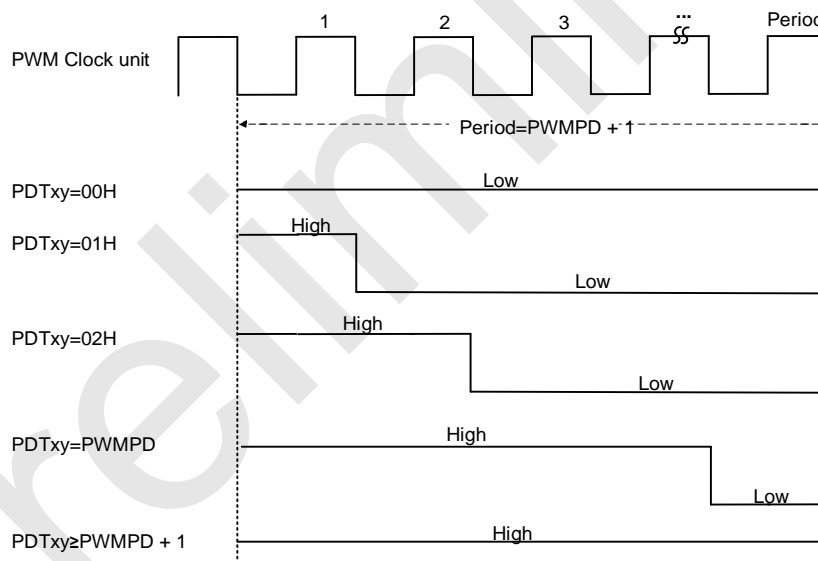 1 2 3 ... Period
PWM Clock unit
Period=PWMPD + 1
PDTxy=00H Low
PDTxy=01H High Low
PDTxy=02H High Low
PDTxy=PWMPD High Low
PDTxy≥PWMPD + 1 High
relimi